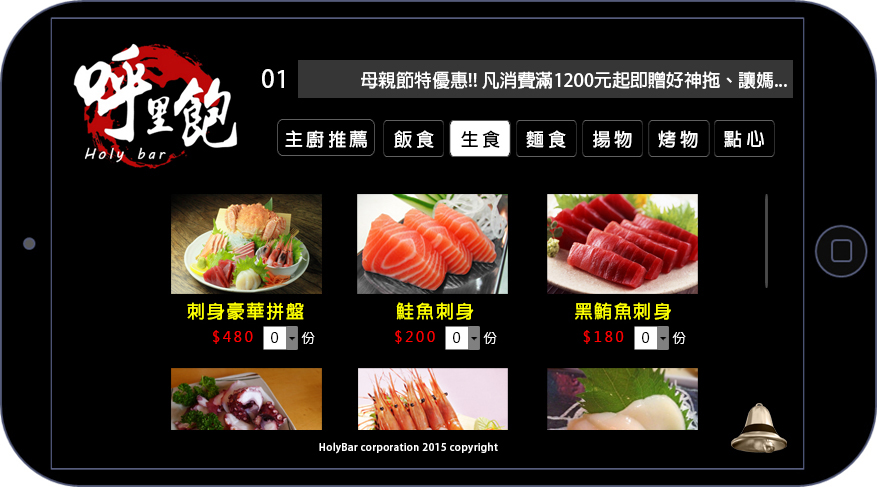 呼里飽
Holy bar
01
母親節特優惠!! 凡消費滿1200元起即贈好神拖、讓媽...
主廚推薦 飯食 生食 麵食 揚物 烤物 點心
刺身豪華拼盤 鮭魚刺身 黑鮪魚刺身
$480 0 份 $200 0 份 $180 0 份
HolyBar corporation 2015 copyright